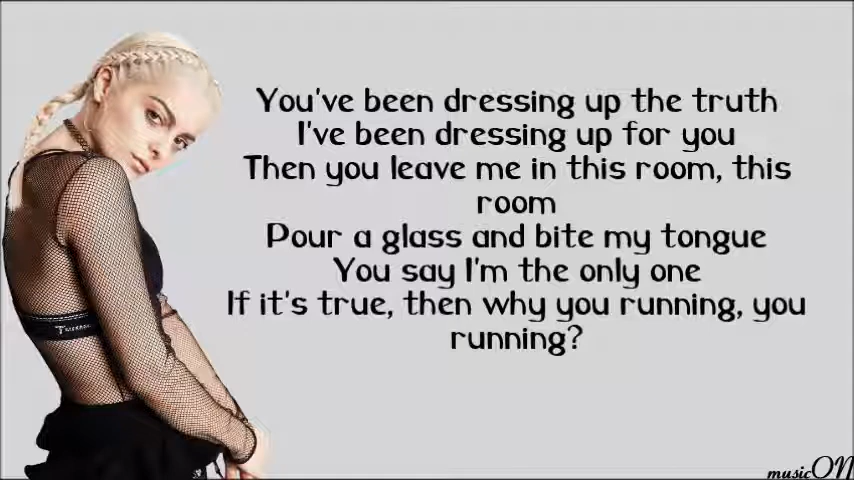 You've been dressing up the truth
I've been dressing up for you
Then you leave me in this room, this
room
Pour a glass and bite my tongue
You say I'm the only one
If it's true, then why you running, you
running?
musicON